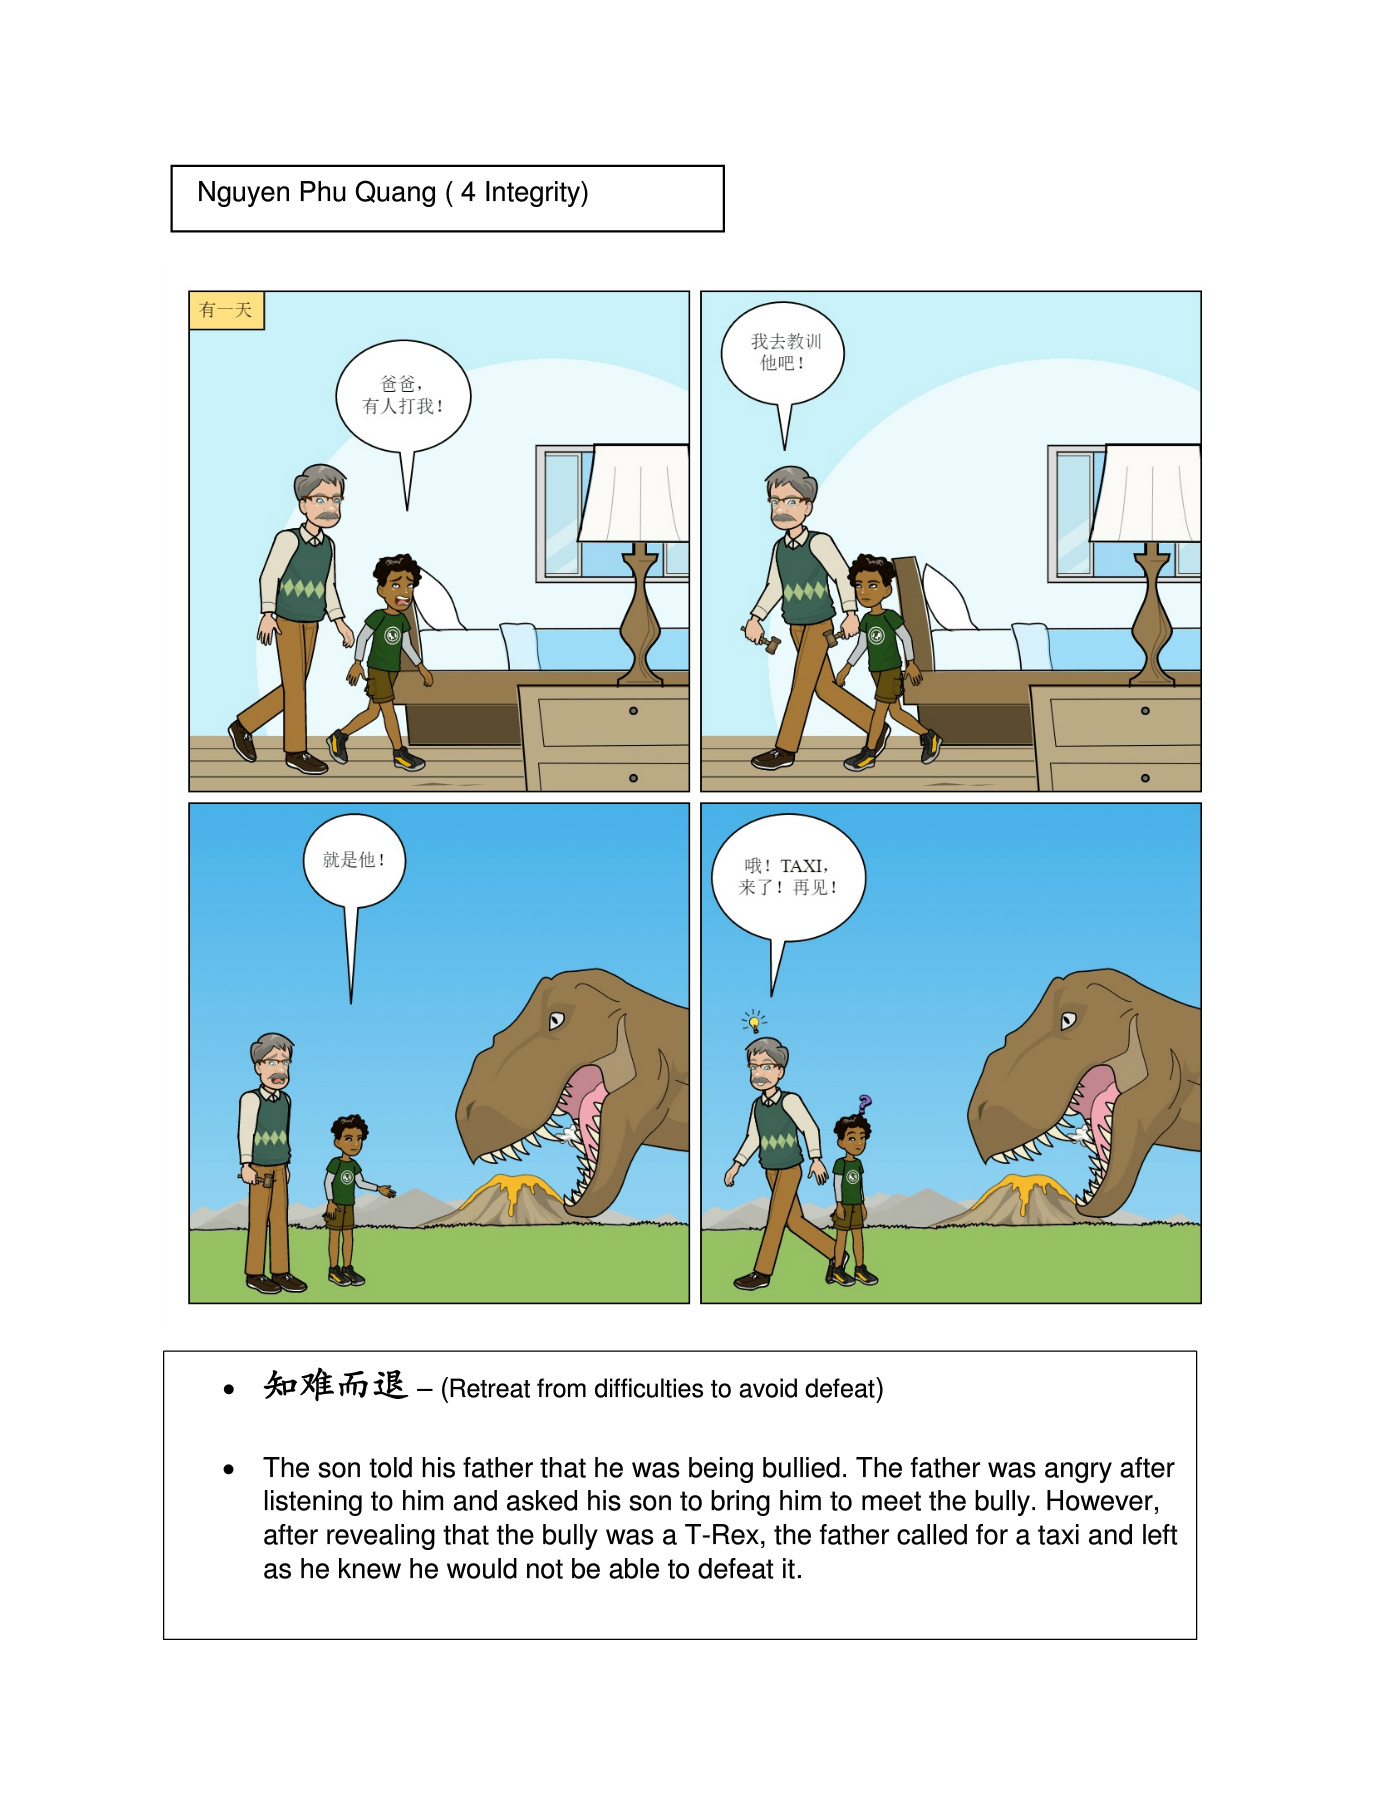 Nguyen Phu Quang ( 4 Integrity)
有一天
爸爸，
有人打我！
我去教训
他吧！
就是他！
哦！TAXI，
来了！再见！
?
• 知难而退 – (Retreat from difficulties to avoid defeat)
• The son told his father that he was being bullied. The father was angry after
listening to him and asked his son to bring him to meet the bully. However,
after revealing that the bully was a T-Rex, the father called for a taxi and left
as he knew he would not be able to defeat it.